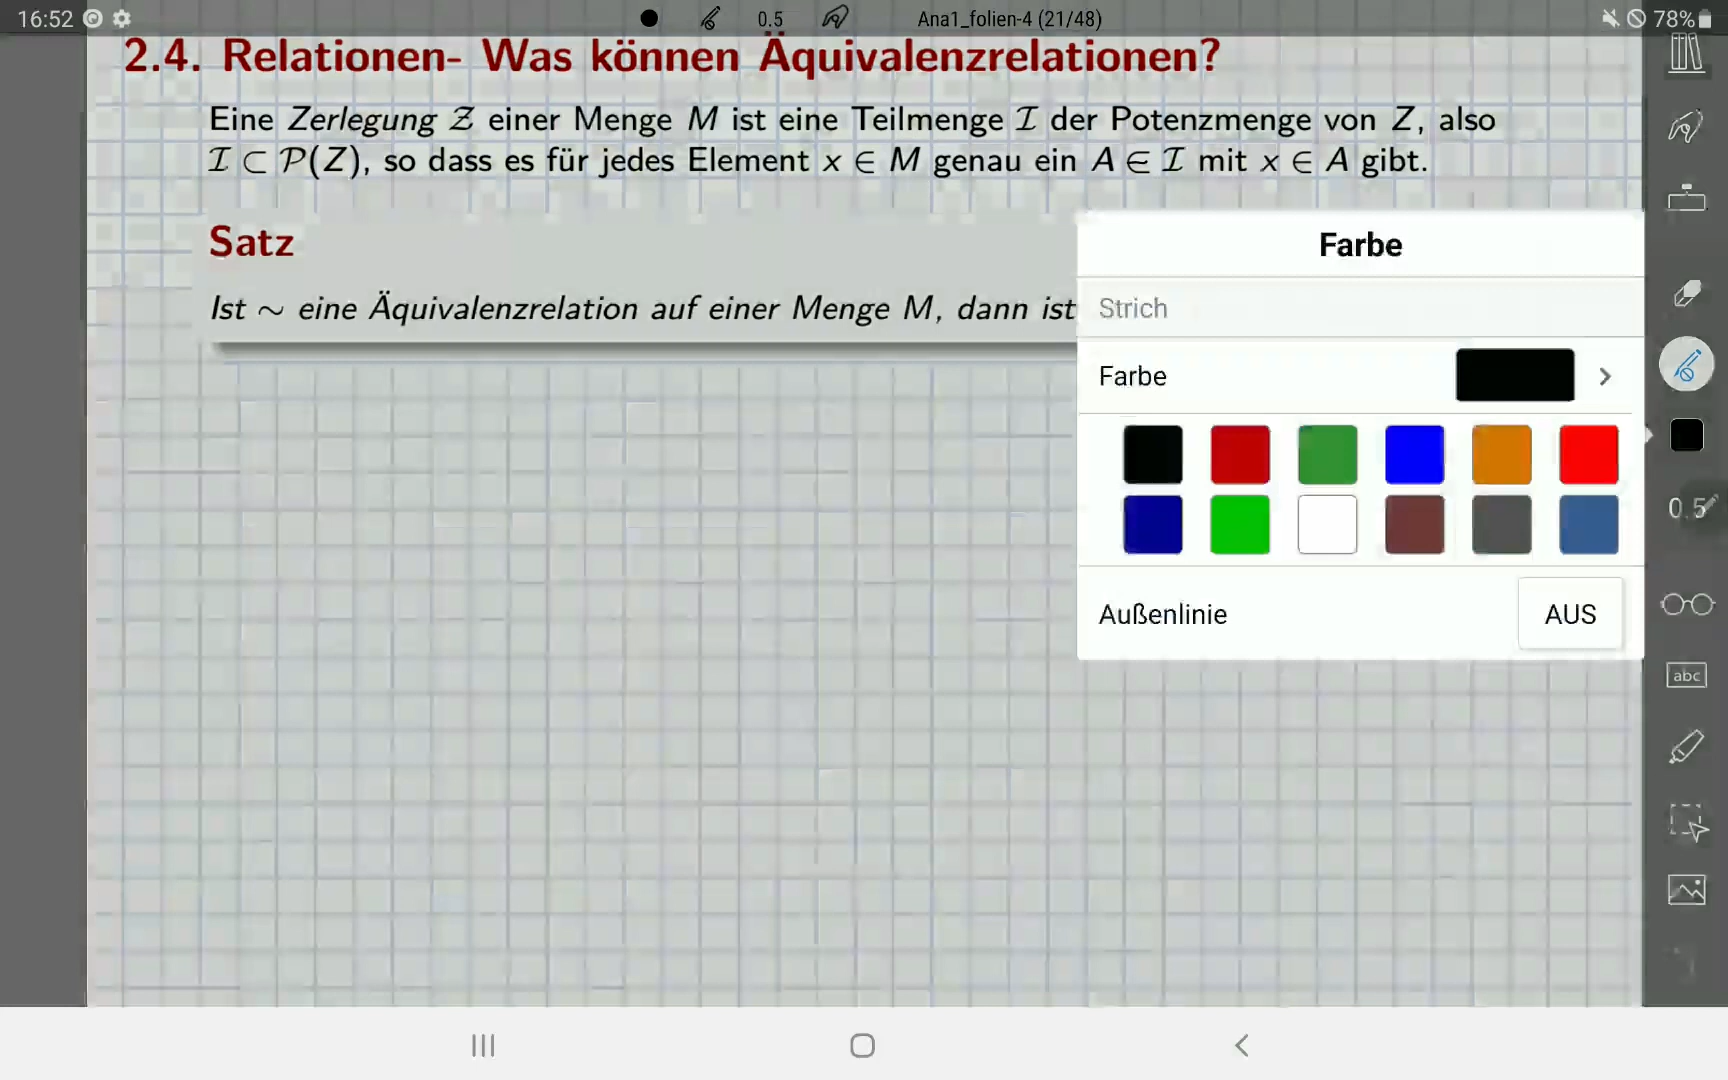 16:52
0.5
Ana1_folien-4 (21/48)
78%
2.4. Relationen- Was können Äquivalenzrelationen?
Eine Zerlegung Ƶ einer Menge M ist eine Teilmenge ℐ der Potenzmenge von Z, also
ℐ ⊂ 𝒫(Z), so dass es für jedes Element x ∈ M genau ein A ∈ ℐ mit x ∈ A gibt.
Satz
Ist ∼ eine Äquivalenzrelation auf einer Menge M, dann ist
Farbe
Strich
Farbe
Außenlinie
AUS
0.5
abc